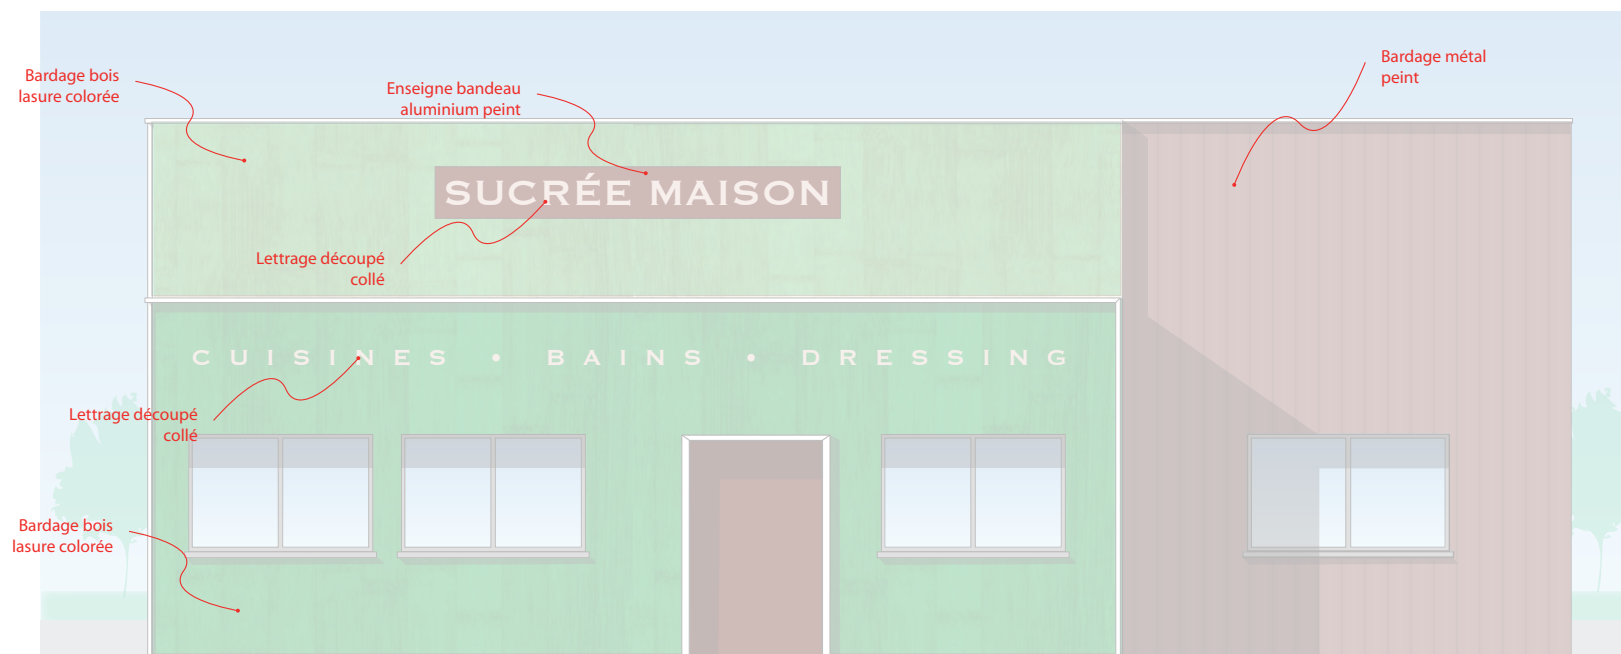 Bardage métal
peint
Bardage bois
lasure colorée
Enseigne bandeau
aluminium peint
SUCRÉE MAISON
Lettrage découpé
collé
CUISINES • BAINS • DRESSING
Lettrage découpé
collé
Bardage bois
lasure colorée